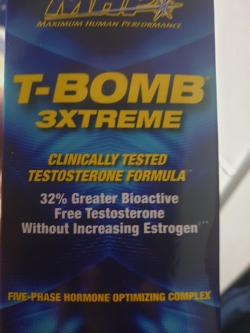 MHP
MAXIMUM HUMAN PERFORMANCE
T-BOMB
3XTREME
CLINICALLY TESTED
TESTOSTERONE FORMULA
32% Greater Bioactive
Free Testosterone
Without Increasing Estrogen
FIVE-PHASE HORMONE OPTIMIZING COMPLEX